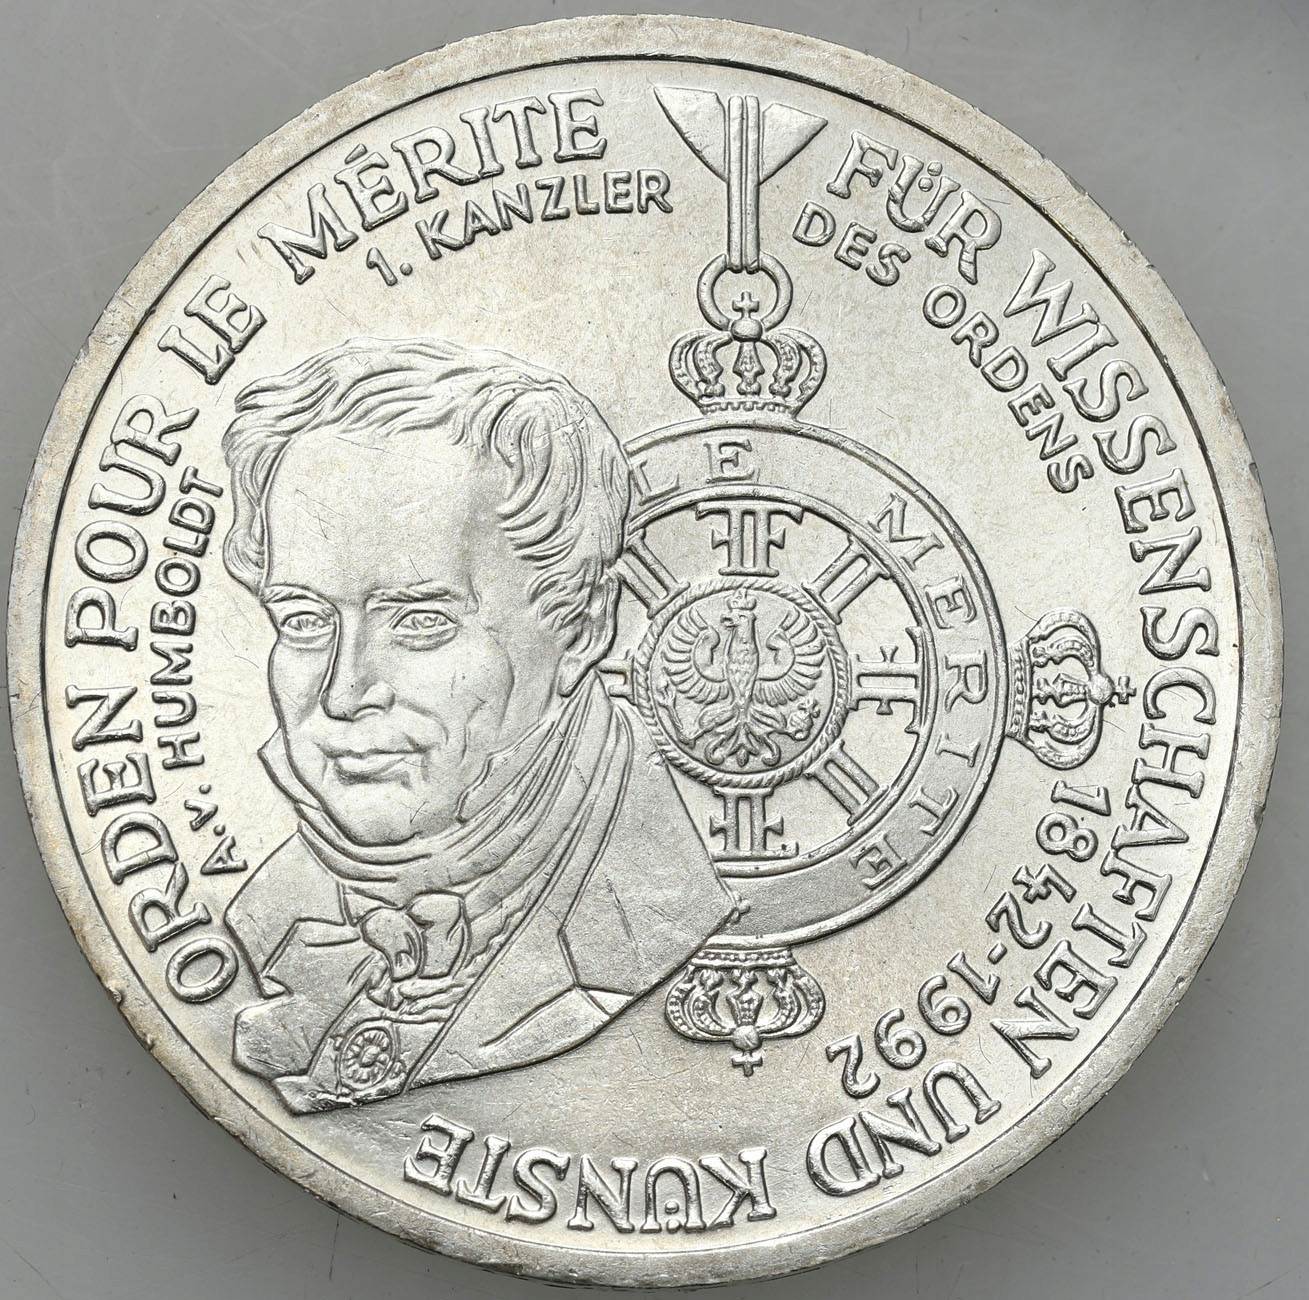 ORDEN POUR LE MÉRITE FÜR WISSENSCHAFTEN UND KÜNSTE
A.v. HUMBOLDT 1. KANZLER DES ORDENS 1842-1992
LE MERITE